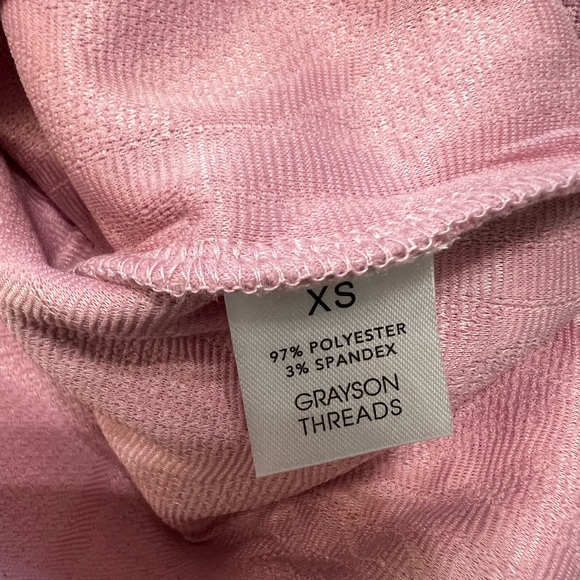 XS
97% POLYESTER
3% SPANDEX
GRAYSON
THREADS